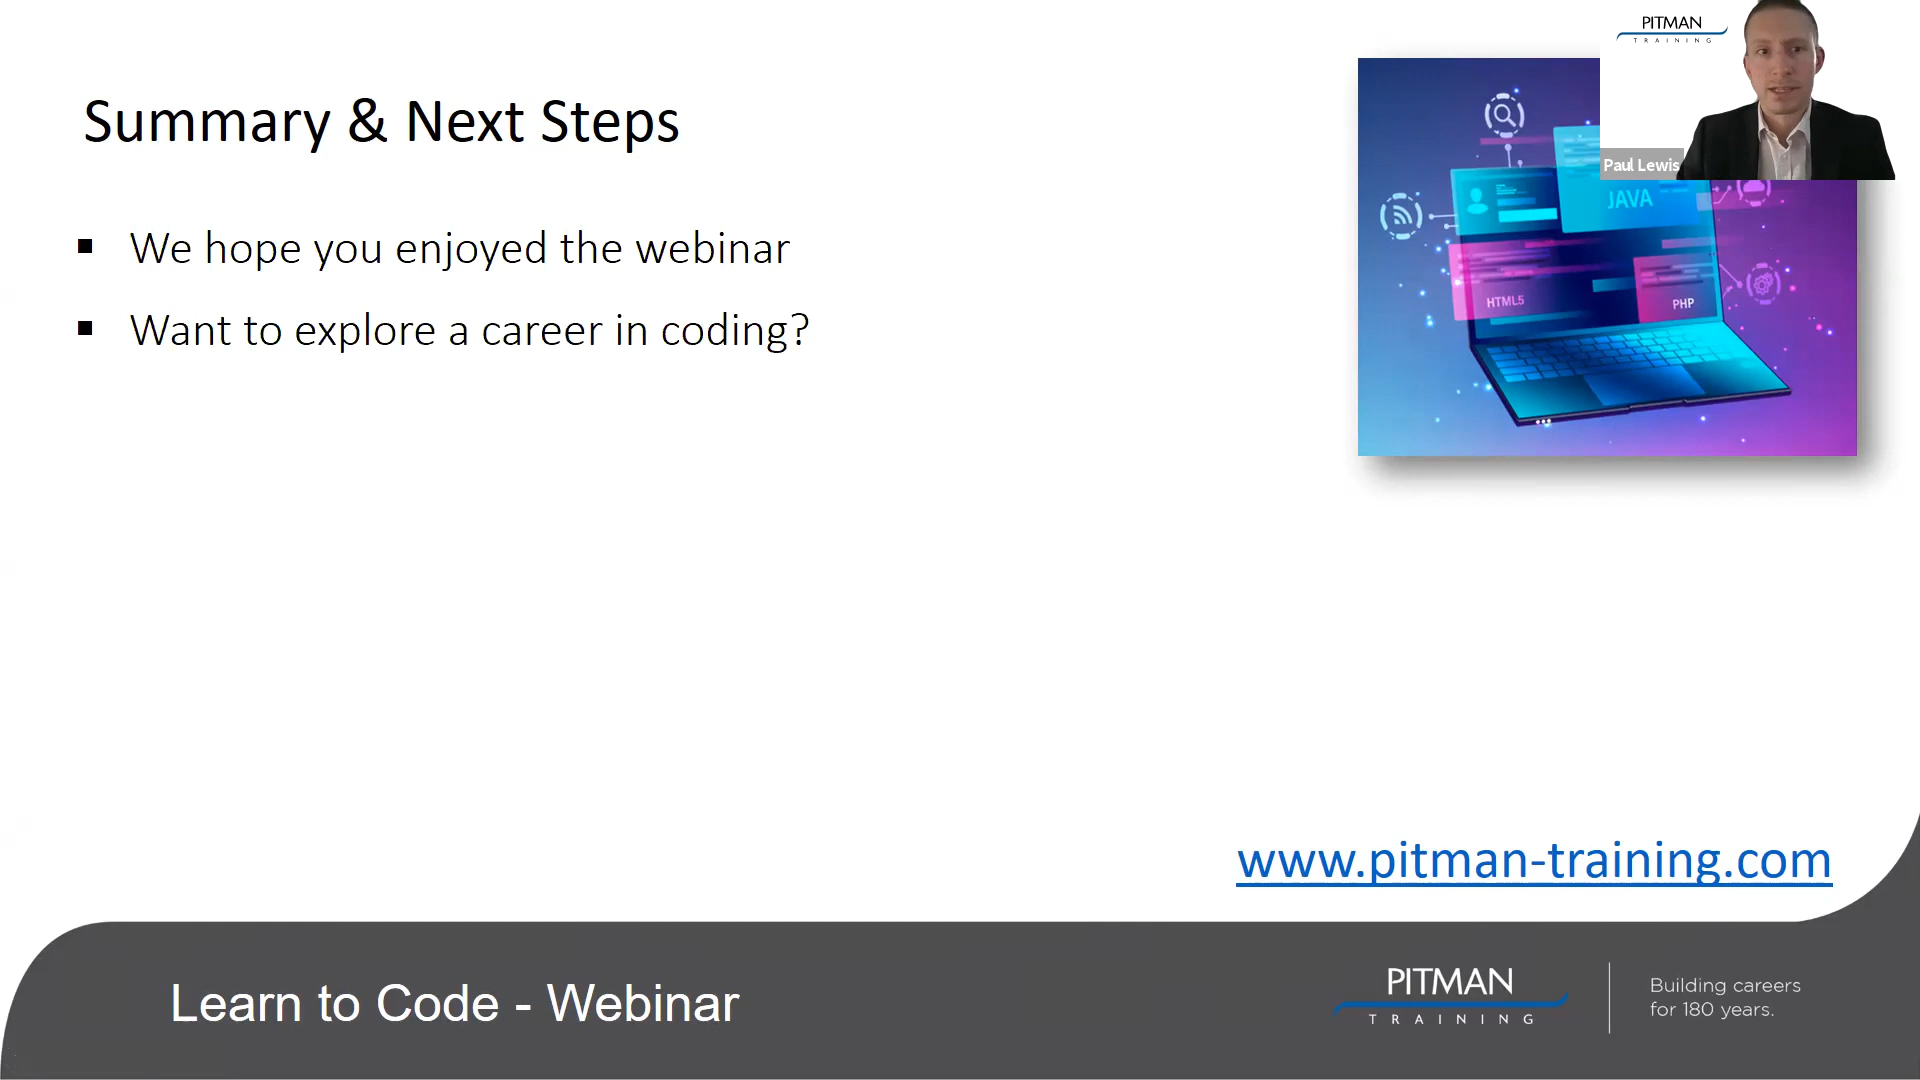 PITMAN
TRAINING
Paul Lewis
Summary & Next Steps
We hope you enjoyed the webinar
Want to explore a career in coding?
JAVA
HTML5
PHP
www.pitman-training.com
Learn to Code - Webinar
PITMAN
TRAINING
Building careers
for 180 years.